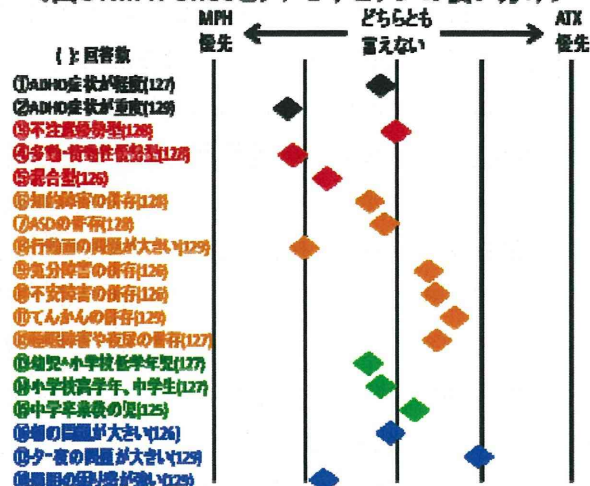 MPH
優先
どちらとも
言えない
ATX
優先
( ): 回答数
①ADHD症状が軽度(127)
②ADHD症状が重度(129)
③不注意優勢型(128)
④多動-衝動性優勢型(128)
⑤混合型(126)
⑥知的障害の併存(128)
⑦ASDの併存(128)
⑧行動面の問題が大きい(129)
⑨気分障害の併存(126)
⑩不安障害の併存(126)
⑪てんかんの併存(129)
⑫睡眠障害や夜尿の併存(127)
⑬幼児^小学校低学年児(127)
⑭小学校高学年、中学生(127)
⑮中学卒業後の児(125)
⑯朝の問題が大きい(126)
⑰夕-夜の問題が大きい(129)